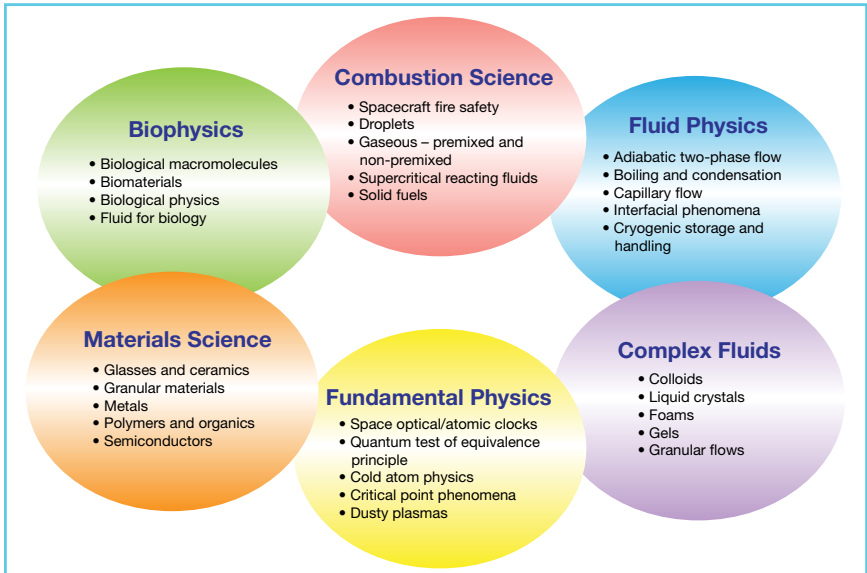 Combustion Science
• Spacecraft fire safety
• Droplets
• Gaseous – premixed and
non-premixed
• Supercritical reacting fluids
• Solid fuels
Biophysics
• Biological macromolecules
• Biomaterials
• Biological physics
• Fluid for biology
Fluid Physics
• Adiabatic two-phase flow
• Boiling and condensation
• Capillary flow
• Interfacial phenomena
• Cryogenic storage and
handling
Materials Science
• Glasses and ceramics
• Granular materials
• Metals
• Polymers and organics
• Semiconductors
Fundamental Physics
• Space optical/atomic clocks
• Quantum test of equivalence
principle
• Cold atom physics
• Critical point phenomena
• Dusty plasmas
Complex Fluids
• Colloids
• Liquid crystals
• Foams
• Gels
• Granular flows